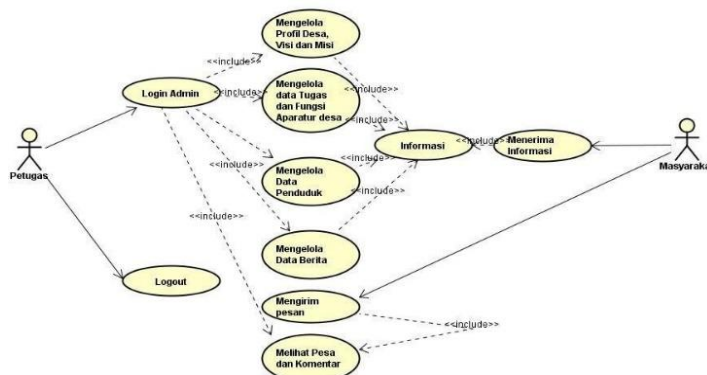 Mengelola
Profil Desa,
Visi dan Misi
<<include>>
<<include>>
Login Admin
<<include>>
Mengelola
data Tugas
dan Fungsi
Aparatur desa
<<include>>
Informasi
<<include>>
Menerima
Informasi
Petugas
Masyaraka
<<include>>
<<include>>
Mengelola
Data
Penduduk
<<include>>
Mengelola
Data Berita
Logout
Mengirim
pesan
<<include>>
Melihat Pesa
dan Komentar